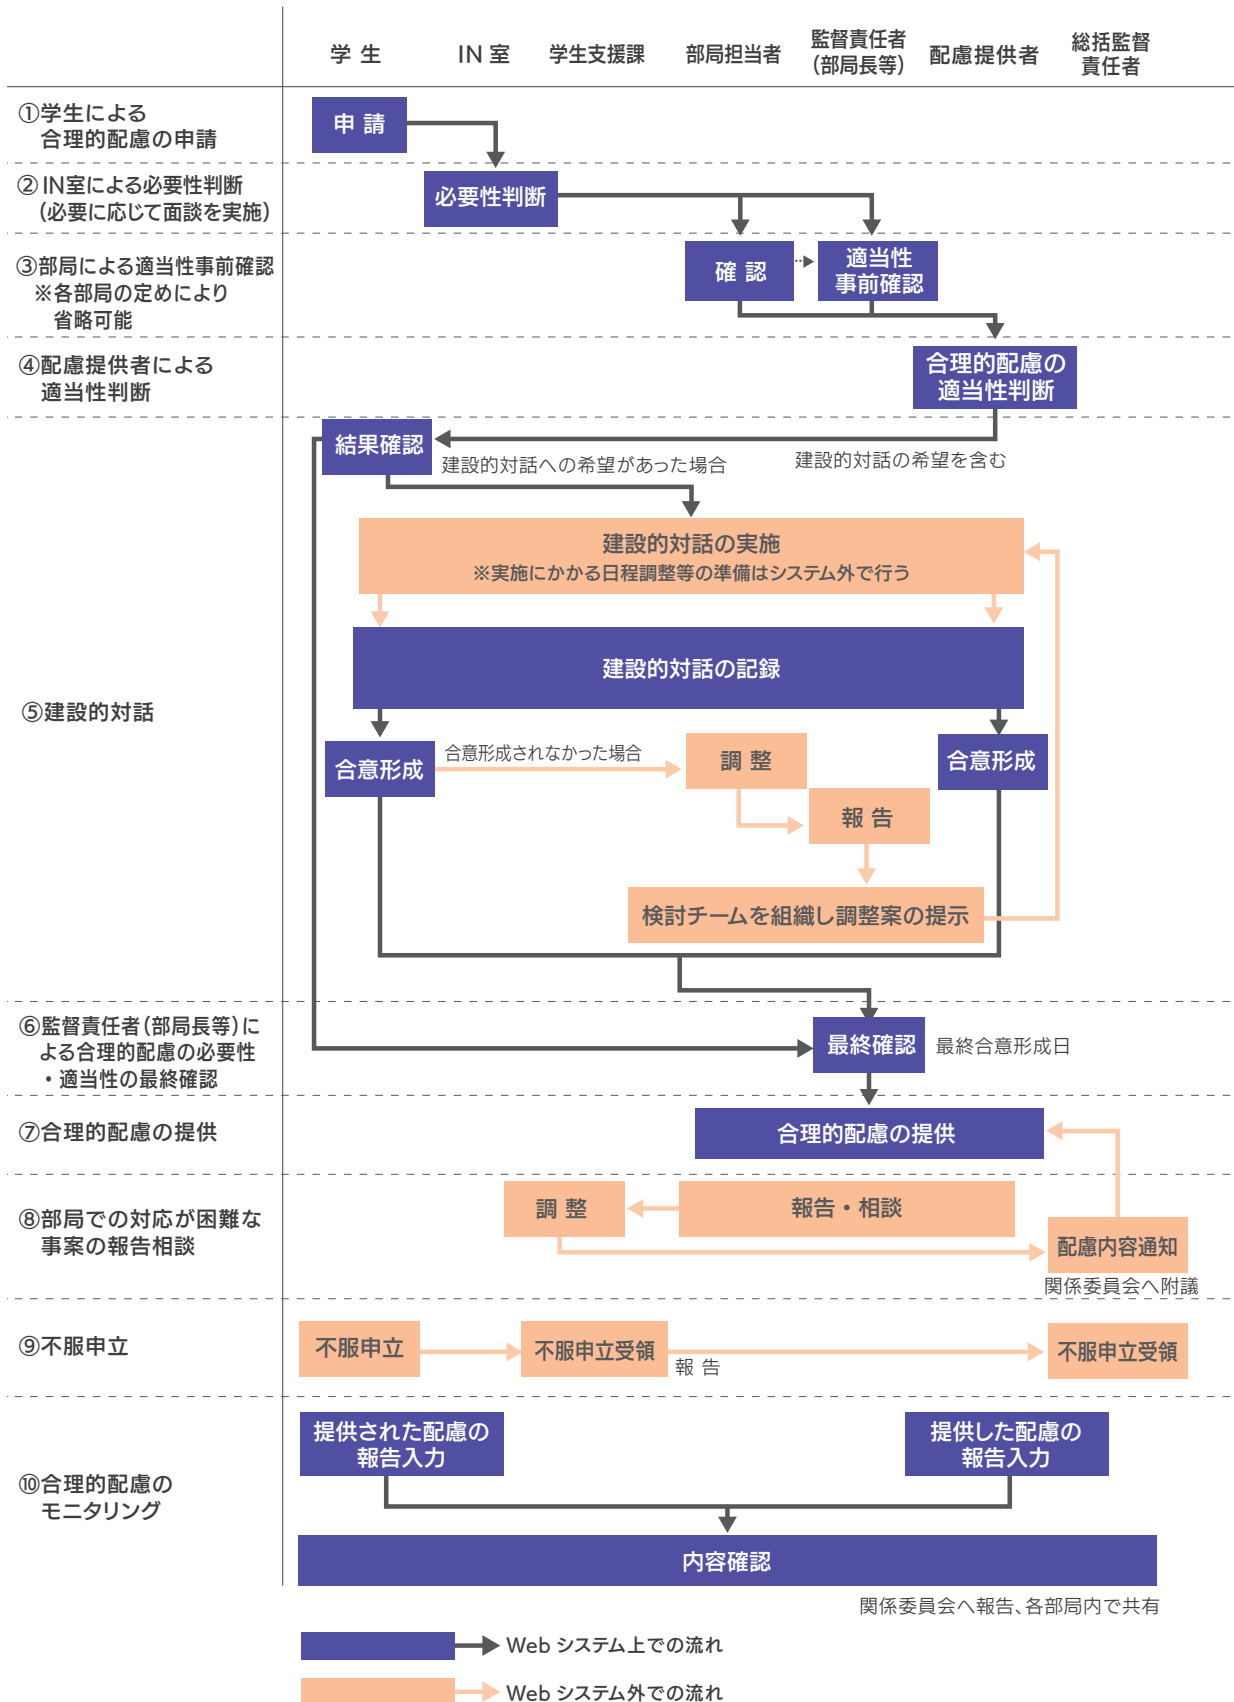 学 生
IN 室
学生支援課
部局担当者
監督責任者
(部局長等)
配慮提供者
総括監督
責任者
①学生による
合理的配慮の申請
申 請
②IN室による必要性判断
(必要に応じて面談を実施)
必要性判断
③部局による適当性事前確認
※各部局の定めにより
省略可能
確 認
適当性
事前確認
④配慮提供者による
適当性判断
合理的配慮の
適当性判断
結果確認
建設的対話への希望があった場合
建設的対話の希望を含む
建設的対話の実施
※実施にかかる日程調整等の準備はシステム外で行う
建設的対話の記録
⑤建設的対話
合意形成
合意形成されなかった場合
調 整
合意形成
報 告
検討チームを組織し調整案の提示
⑥監督責任者(部局長等)に
よる合理的配慮の必要性
・適当性の最終確認
最終確認
最終合意形成日
⑦合理的配慮の提供
合理的配慮の提供
⑧部局での対応が困難な
事案の報告相談
調 整
報告・相談
配慮内容通知
関係委員会へ附議
⑨不服申立
不服申立
不服申立受領
報 告
不服申立受領
⑩合理的配慮の
モニタリング
提供された配慮の
報告入力
提供した配慮の
報告入力
内容確認
関係委員会へ報告、各部局内で共有
Web システム上での流れ
Web システム外での流れ